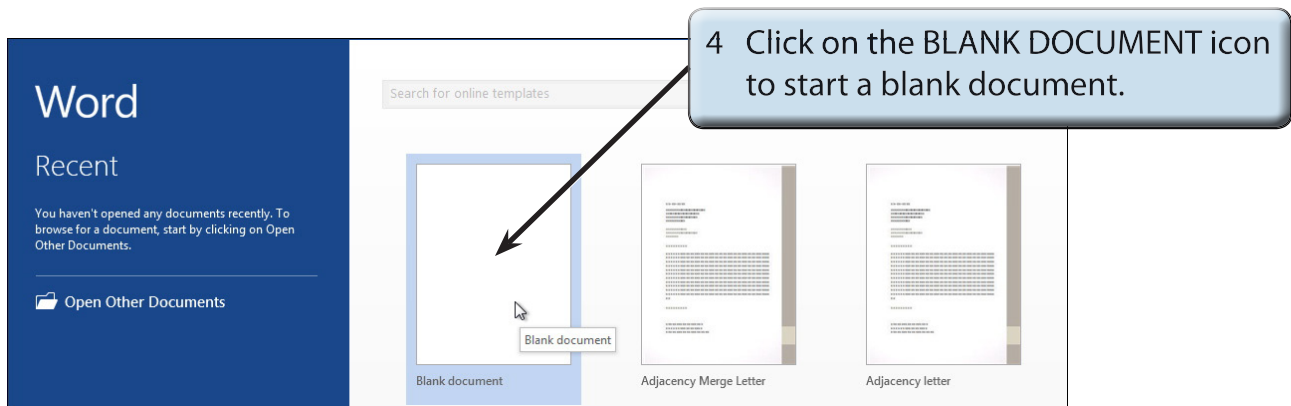 4 Click on the BLANK DOCUMENT icon
to start a blank document.
Word
Search for online templates
Recent
You haven't opened any documents recently. To
browse for a document, start by clicking on Open
Other Documents.
Open Other Documents
Blank document
Blank document
Adjacency Merge Letter
Adjacency letter